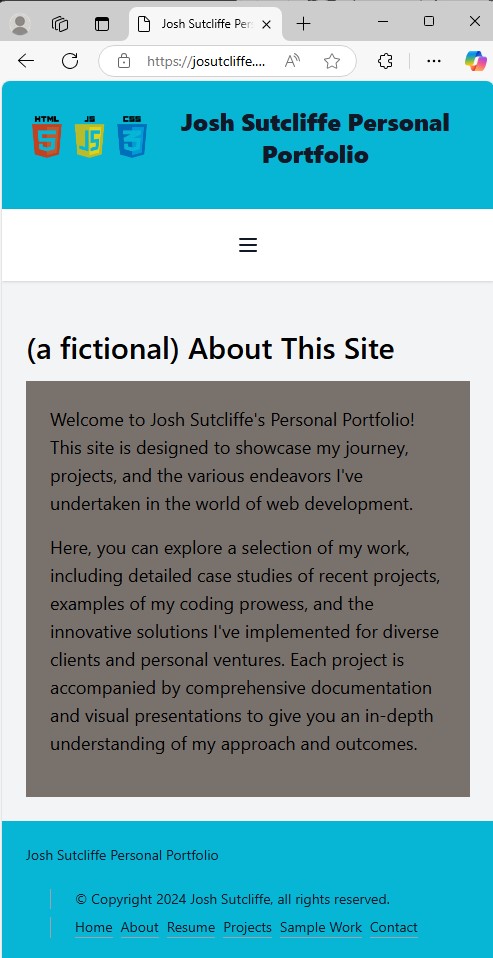 Josh Sutcliffe Per
https://josutcliffe....
HTML JS CSS
5 JS 3
Josh Sutcliffe Personal
Portfolio
(a fictional) About This Site
Welcome to Josh Sutcliffe's Personal Portfolio!
This site is designed to showcase my journey,
projects, and the various endeavors I've
undertaken in the world of web development.
Here, you can explore a selection of my work,
including detailed case studies of recent projects,
examples of my coding prowess, and the
innovative solutions I've implemented for diverse
clients and personal ventures. Each project is
accompanied by comprehensive documentation
and visual presentations to give you an in-depth
understanding of my approach and outcomes.
Josh Sutcliffe Personal Portfolio
© Copyright 2024 Josh Sutcliffe, all rights reserved.
Home About Resume Projects Sample Work Contact